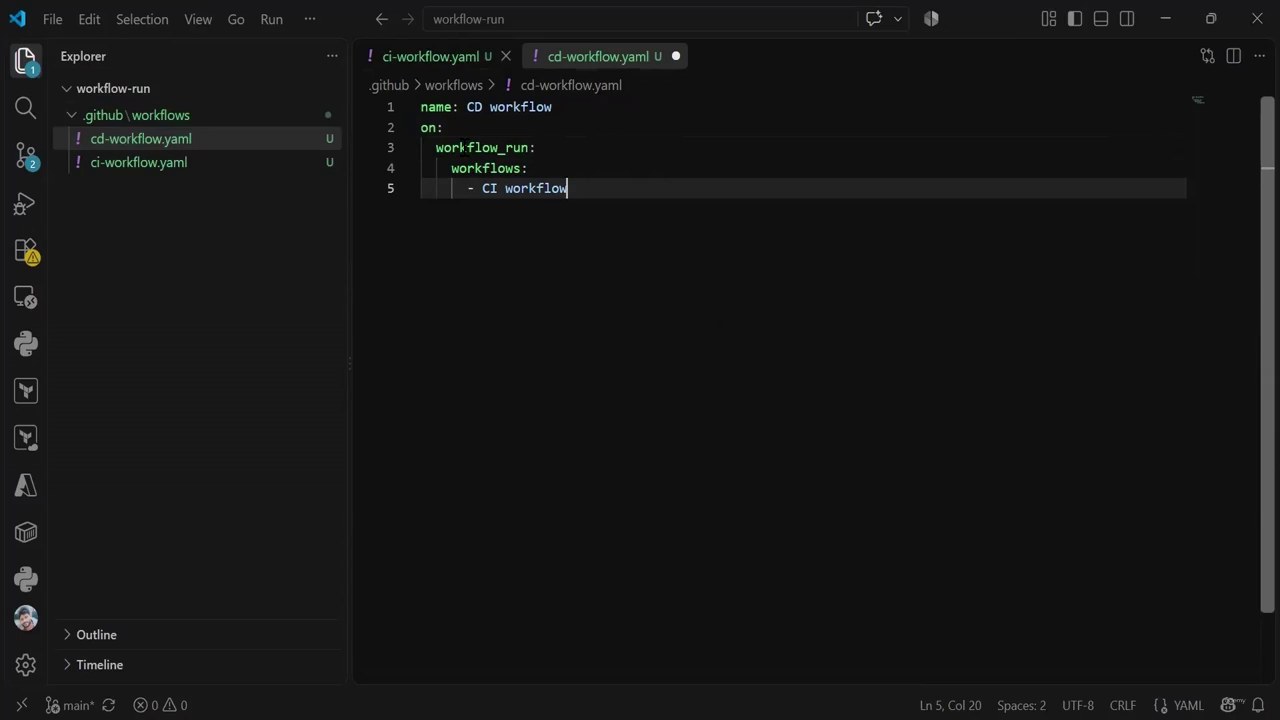 File Edit Selection View Go Run ···
workflow-run
Explorer ···
workflow-run
.github\workflows
! cd-workflow.yaml U
! ci-workflow.yaml U
Outline
Timeline
! ci-workflow.yaml U
! cd-workflow.yaml U
.github > workflows > ! cd-workflow.yaml
1 name: CD workflow
2 on:
3 workflow_run:
4 workflows:
5 - CI workflow
1
2
main* 0 0
Ln 5, Col 20 Spaces: 2 UTF-8 CRLF {} YAML